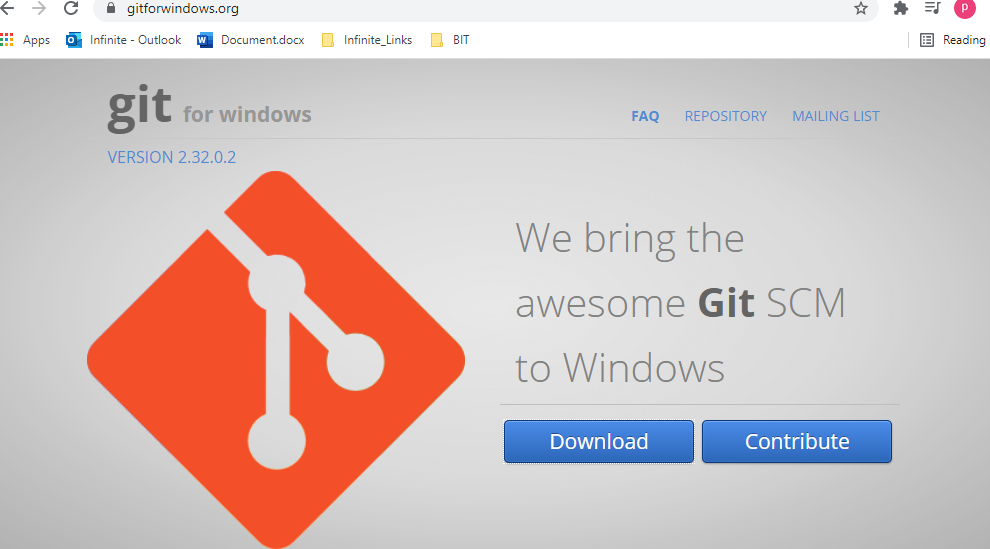 gitforwindows.org
P
Apps Infinite - Outlook Document.docx Infinite_Links BIT Reading
git for windows
FAQ REPOSITORY MAILING LIST
VERSION 2.32.0.2
We bring the
awesome Git SCM
to Windows
Download Contribute